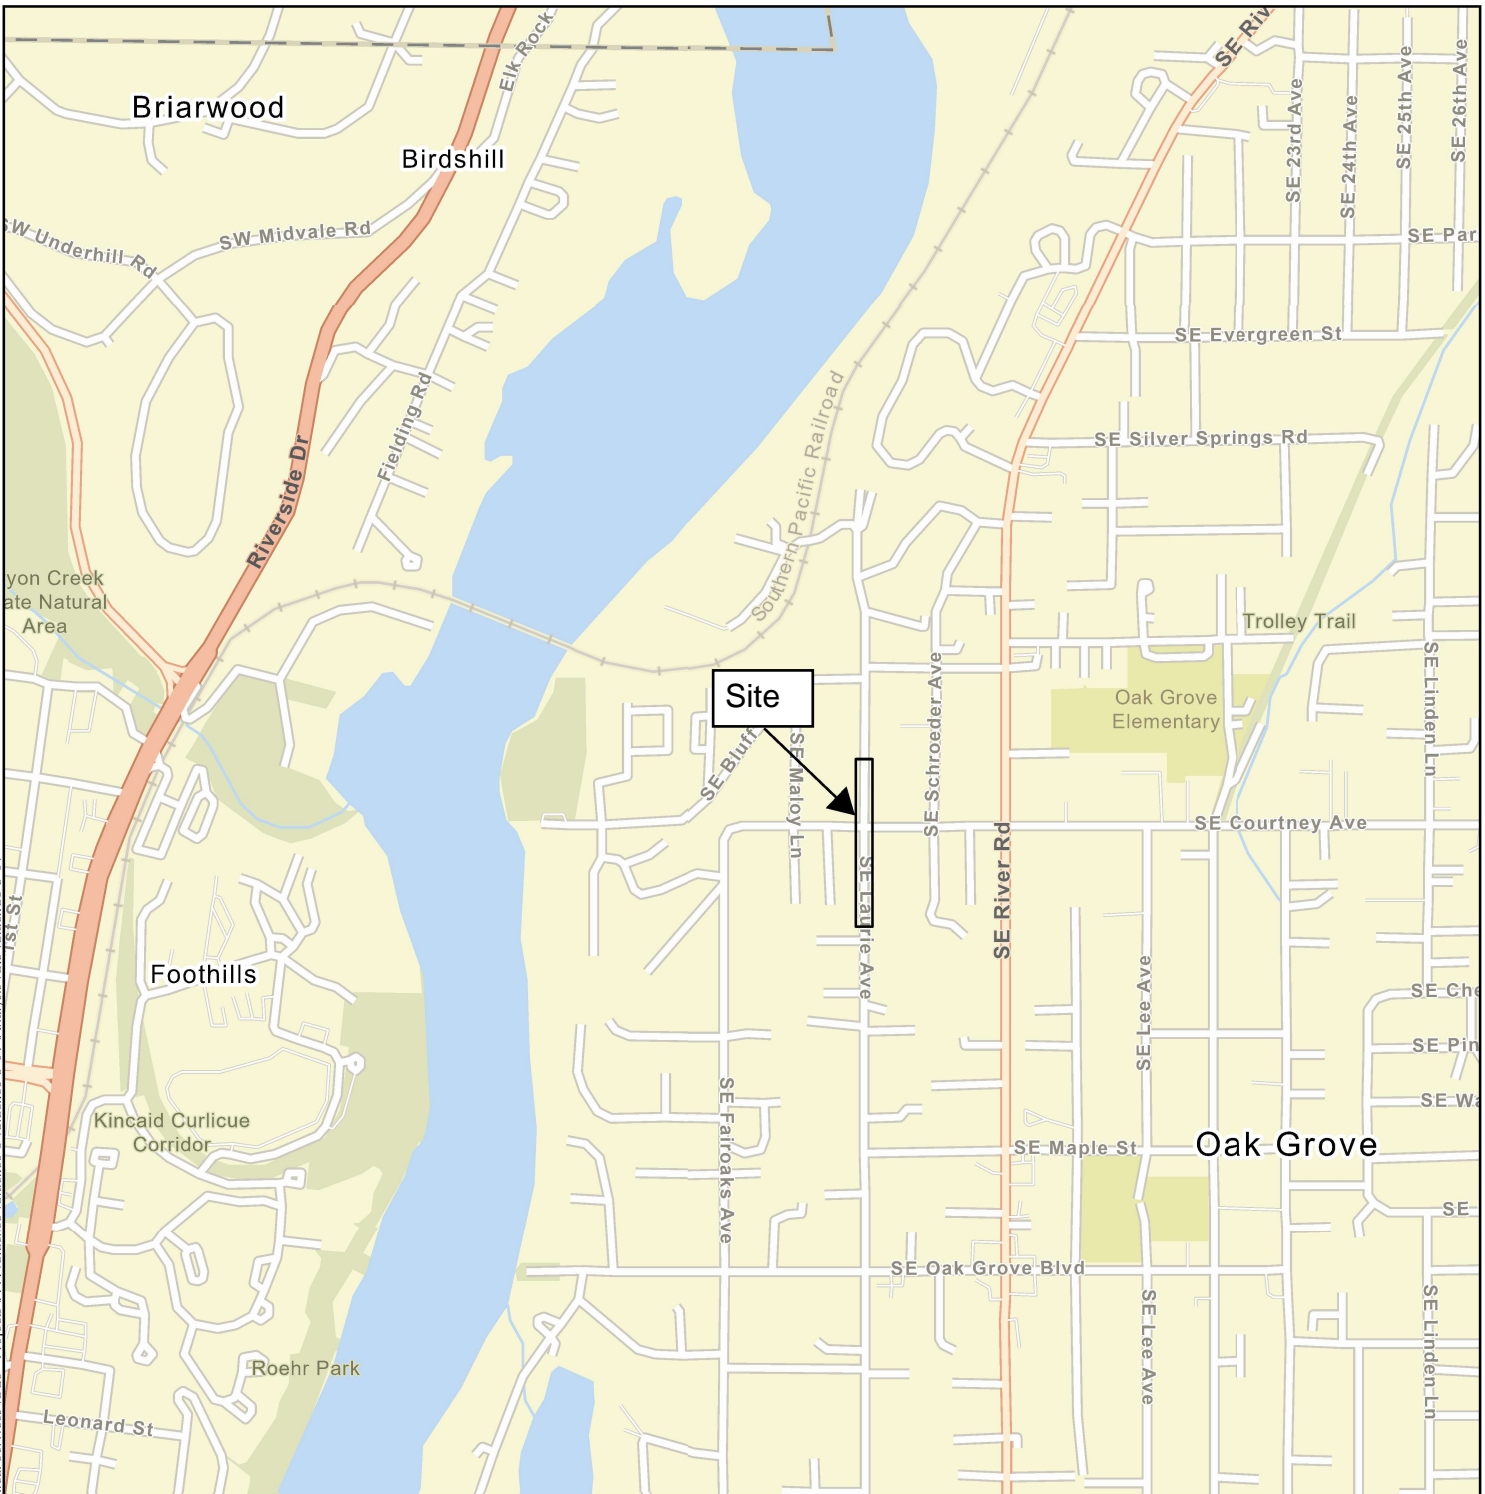 Elk Rock
SE Riv
Briarwood
Birdshill
SE 23rd Ave
SE 24th Ave
SE 25th Ave
SE 26th Ave
SW Midvale Rd
SW Underhill Rd
SE Par
SE Evergreen St
Southern Pacific Railroad
Fielding Rd
Riverside Dr
SE Silver Springs Rd
yon Creek
ate Natural
Area
Trolley Trail
Oak Grove
Elementary
Site
SE Bluff
SE Maloy Ln
SE Schroeder Ave
SE Linden Ln
SE Courtney Ave
SE River Rd
SE Laurie Ave
1st St
Foothills
SE Lee Ave
SE Che
SE Pin
SE Wa
Kincaid Curlicue
Corridor
SE Fairoaks Ave
SE Maple St
Oak Grove
SE
SE Oak Grove Blvd
SE Lee Ave
SE Linden Ln
Roehr Park
Leonard St